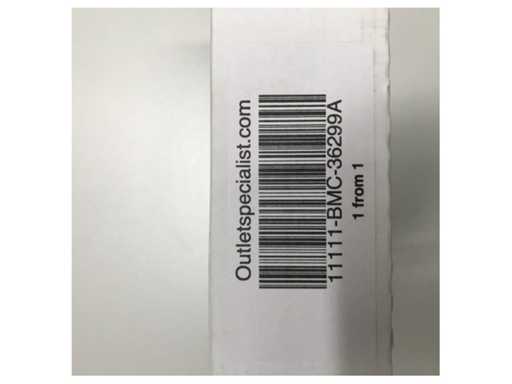 Outletspecialist.com
11111-BMC-36299A
1 from 1